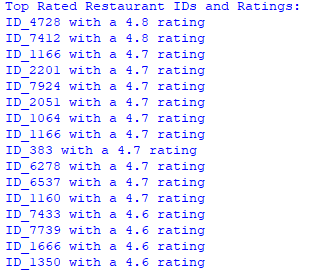 Top Rated Restaurant IDs and Ratings:
ID_4728 with a 4.8 rating
ID_7412 with a 4.8 rating
ID_1166 with a 4.7 rating
ID_2201 with a 4.7 rating
ID_7924 with a 4.7 rating
ID_2051 with a 4.7 rating
ID_1064 with a 4.7 rating
ID_1166 with a 4.7 rating
ID_383 with a 4.7 rating
ID_6278 with a 4.7 rating
ID_6537 with a 4.7 rating
ID_1160 with a 4.7 rating
ID_7433 with a 4.6 rating
ID_7739 with a 4.6 rating
ID_1666 with a 4.6 rating
ID_1350 with a 4.6 rating